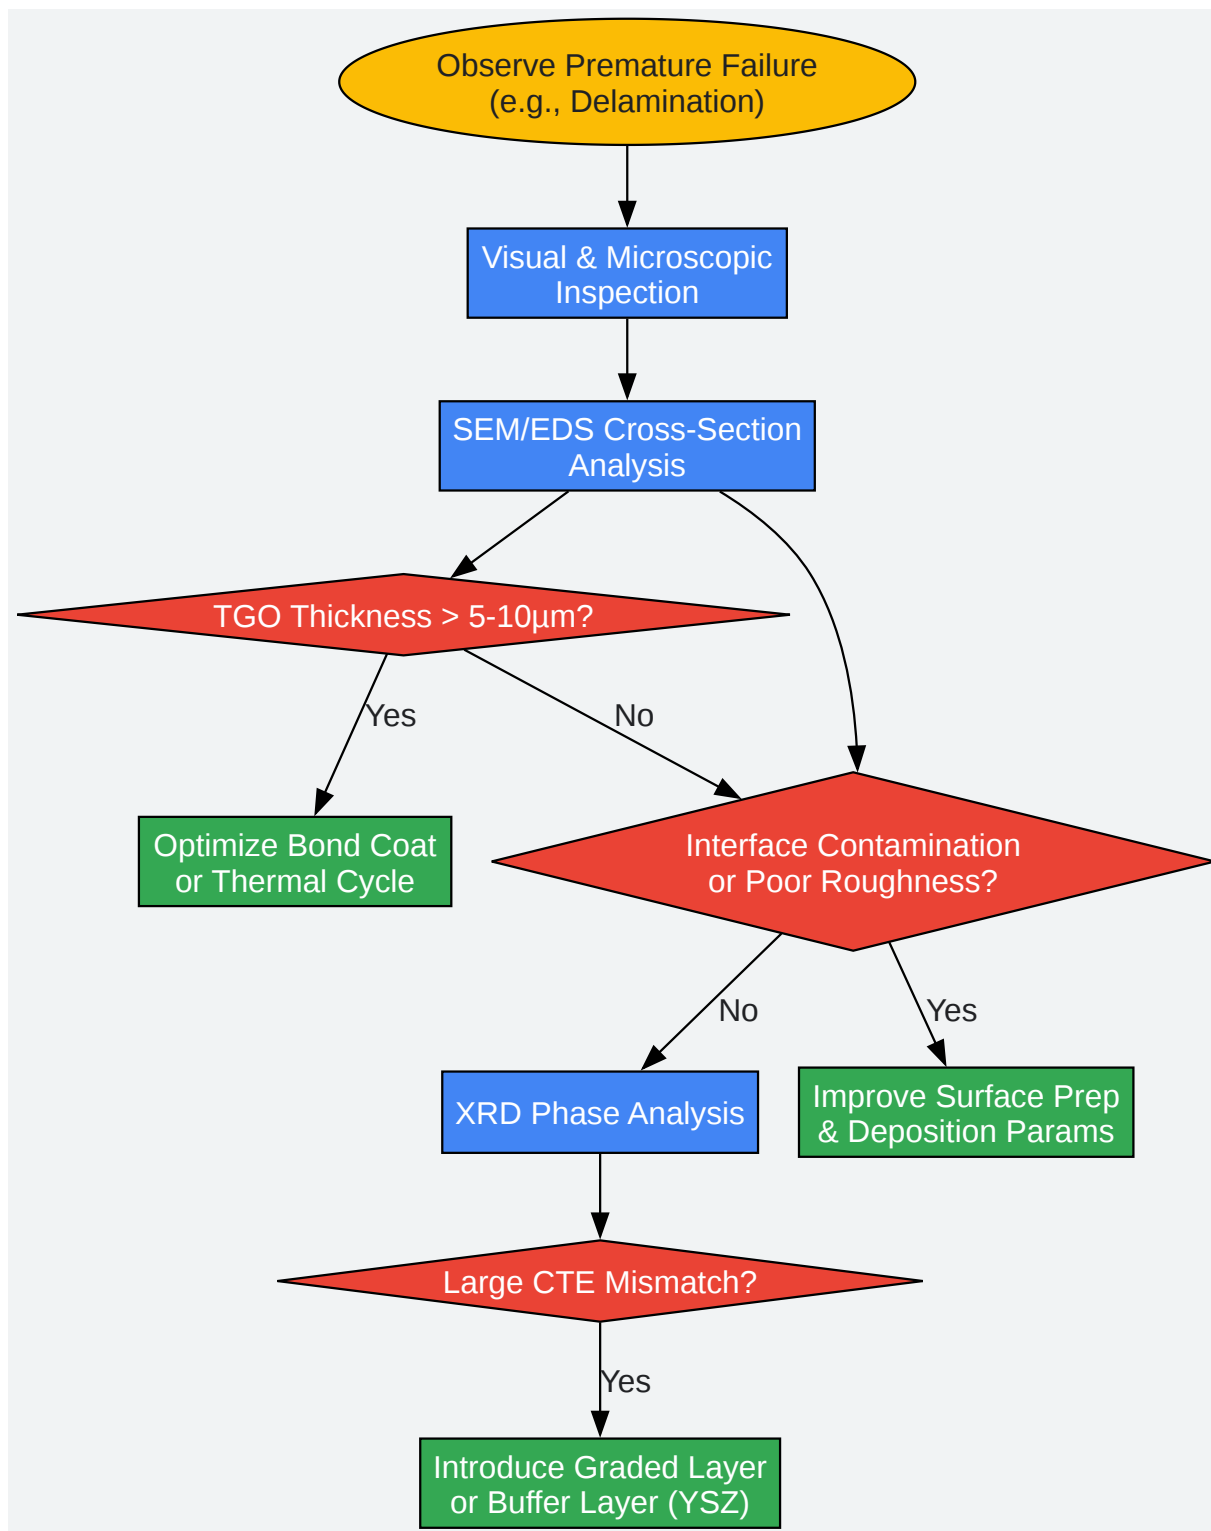 Observe Premature Failure
(e.g., Delamination)
Visual & Microscopic
Inspection
SEM/EDS Cross-Section
Analysis
TGO Thickness > 5-10µm?
Yes
No
Optimize Bond Coat
or Thermal Cycle
Interface Contamination
or Poor Roughness?
No
Yes
XRD Phase Analysis
Improve Surface Prep
& Deposition Params
Large CTE Mismatch?
Yes
Introduce Graded Layer
or Buffer Layer (YSZ)